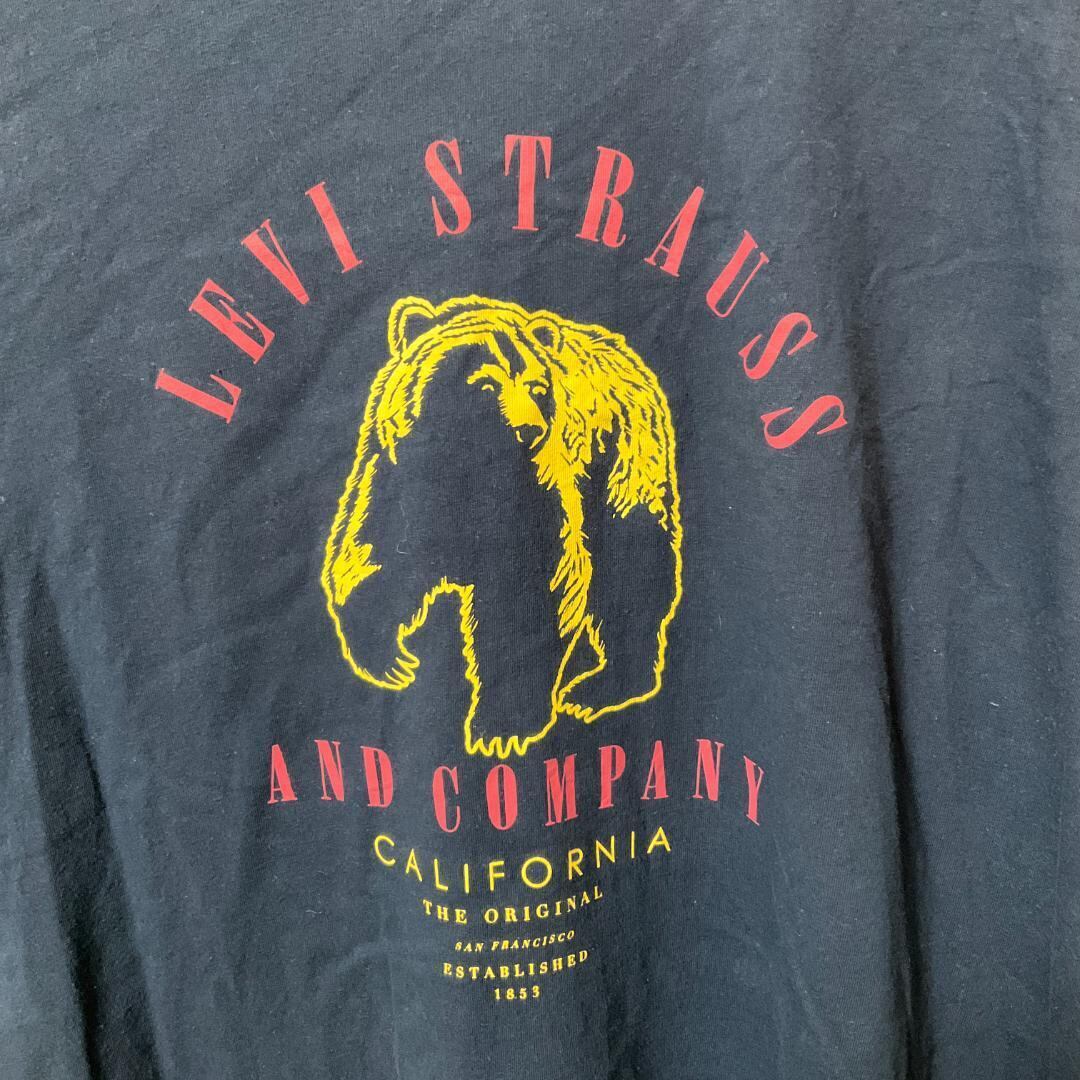 LEVI STRAUSS
AND COMPANY
CALIFORNIA
THE ORIGINAL
SAN FRANCISCO
ESTABLISHED
1853